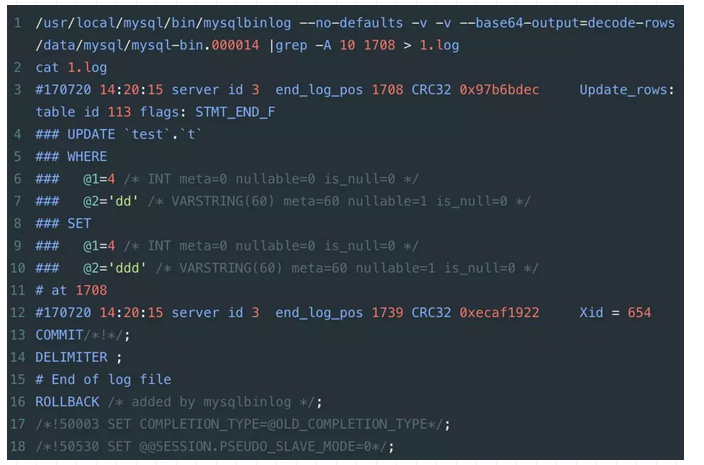 1 /usr/local/mysql/bin/mysqlbinlog --no-defaults -v -v --base64-output=decode-rows
/data/mysql/mysql-bin.000014 |grep -A 10 1708 > 1.log
2 cat 1.log
3 #170720 14:20:15 server id 3  end_log_pos 1708 CRC32 0x97b6bdec     Update_rows:
table id 113 flags: STMT_END_F
4 ### UPDATE `test`.`t`
5 ### WHERE
6 ###   @1=4 /* INT meta=0 nullable=0 is_null=0 */
7 ###   @2='dd' /* VARSTRING(60) meta=60 nullable=1 is_null=0 */
8 ### SET
9 ###   @1=4 /* INT meta=0 nullable=0 is_null=0 */
10 ###   @2='ddd' /* VARSTRING(60) meta=60 nullable=1 is_null=0 */
11 # at 1708
12 #170720 14:20:15 server id 3  end_log_pos 1739 CRC32 0xecaf1922     Xid = 654
13 COMMIT/*!*/;
14 DELIMITER ;
15 # End of log file
16 ROLLBACK /* added by mysqlbinlog */;
17 /*!50003 SET COMPLETION_TYPE=@OLD_COMPLETION_TYPE*/;
18 /*!50530 SET @@SESSION.PSEUDO_SLAVE_MODE=0*/;